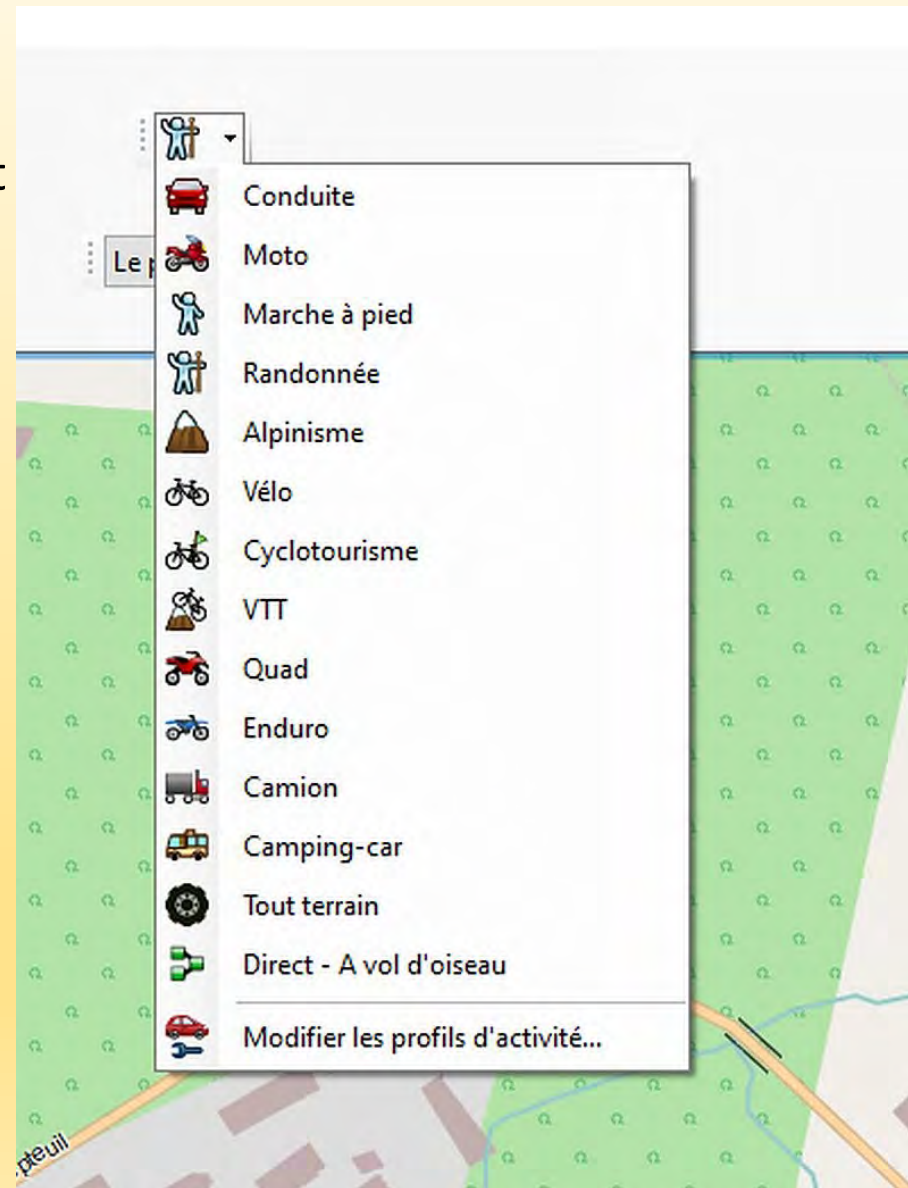 Conduite
Moto
Marche à pied
Randonnée
Alpinisme
Vélo
Cyclotourisme
VTT
Quad
Enduro
Camion
Camping-car
Tout terrain
Direct - A vol d'oiseau
Modifier les profils d'activité...